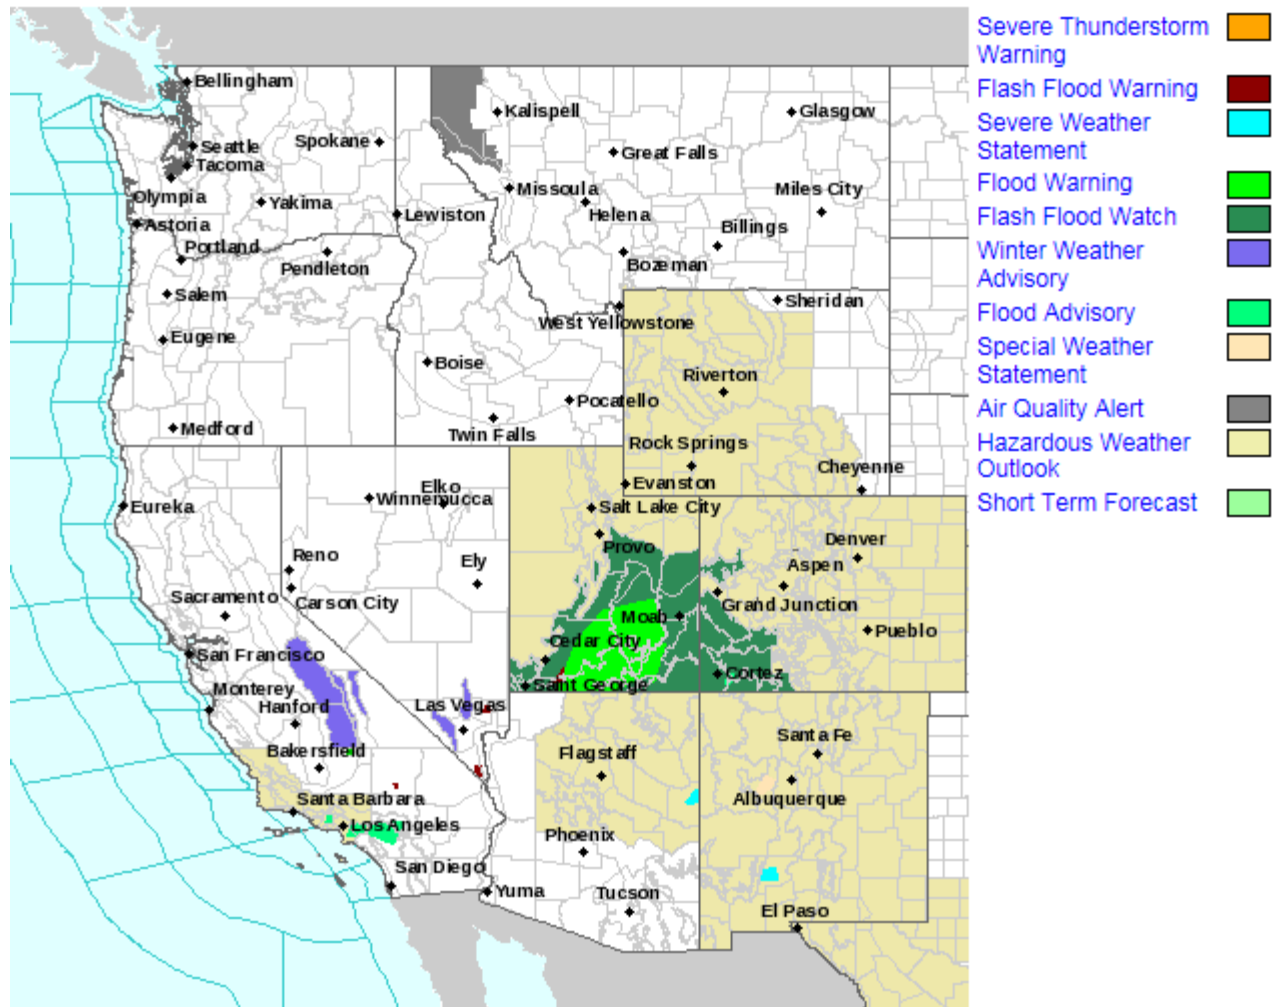 Bellingham
Seattle
Tacoma
Olympia
Spokane
Yakima
Astoria
Lewiston
Portland
Pendleton
Salem
Eugene
Medford
Kalispell
Glasgow
Great Falls
Missoula
Miles City
Helena
Billings
Bozeman
West Yellowstone
Sheridan
Boise
Pocatello
Twin Falls
Riverton
Rock Springs
Cheyenne
Evanston
Eureka
Elko
Winnemucca
Reno
Ely
Carson City
Sacramento
San Francisco
Monterey
Hanford
Bakersfield
Las Vegas
Salt Lake City
Provo
Moab
Cedar City
Saint George
Denver
Aspen
Grand Junction
Pueblo
Cortez
Santa Barbara
Los Angeles
San Diego
Yuma
Flagstaff
Phoenix
Tucson
Santa Fe
Albuquerque
El Paso
Severe Thunderstorm
Warning
Flash Flood Warning
Severe Weather
Statement
Flood Warning
Flash Flood Watch
Winter Weather
Advisory
Flood Advisory
Special Weather
Statement
Air Quality Alert
Hazardous Weather
Outlook
Short Term Forecast